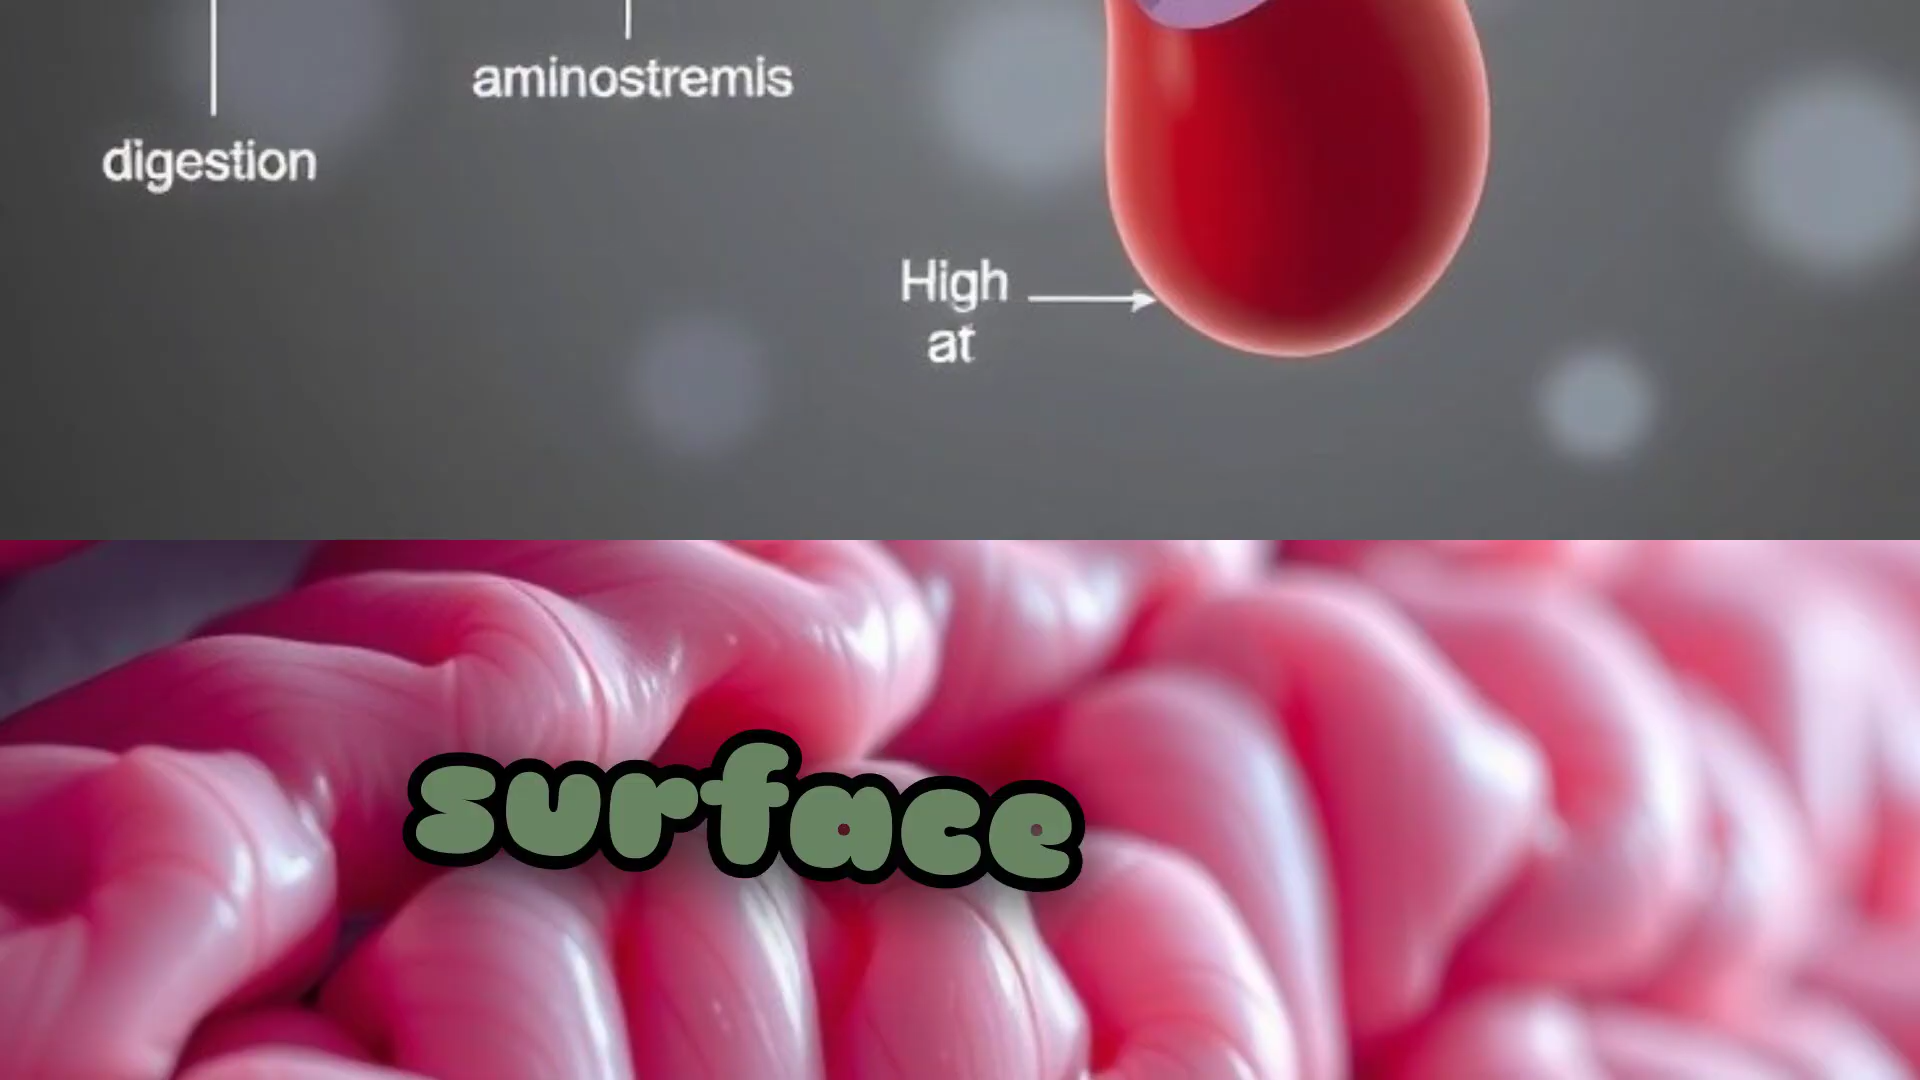 aminostremis
digestion
High
at
surface